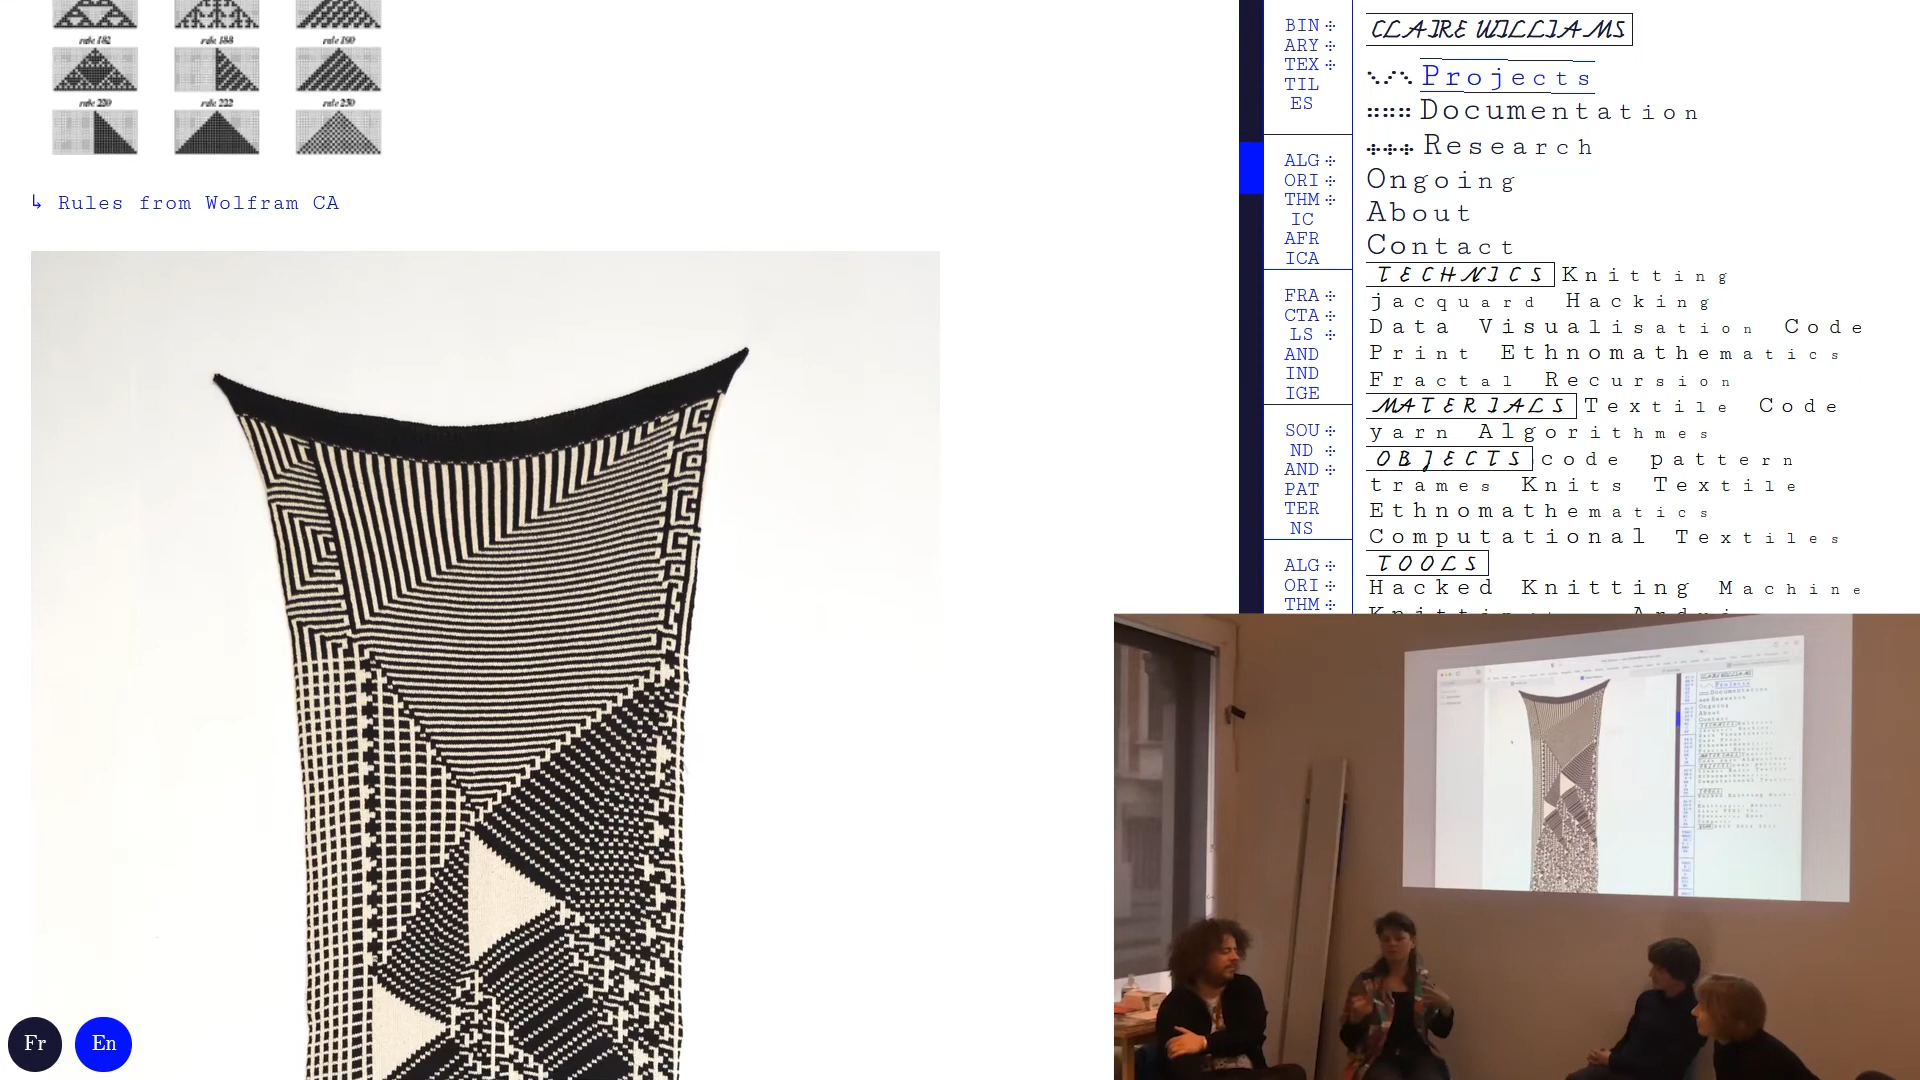 rule 182 rule 188 rule 190
rule 220 rule 222 rule 250
↳ Rules from Wolfram CA
Fr En
BIN
ARY
TEX
TIL
ES
ALG
ORI
THM
IC
AFR
ICA
FRA
CTA
LS
AND
IND
IGE
SOU
ND
AND
PAT
TER
NS
ALG
ORI
THM
CLAIRE WILLIAMS
Projects
Documentation
Research
Ongoing
About
Contact
TECHNICS Knitting
jacquard Hacking
Data Visualisation Code
Print Ethnomathematics
Fractal Recursion
MATERIALS Textile Code
yarn Algorithmes
OBJECTS code pattern
trames Knits Textile
Ethnomathematics
Computational Textiles
TOOLS
Hacked Knitting Machine